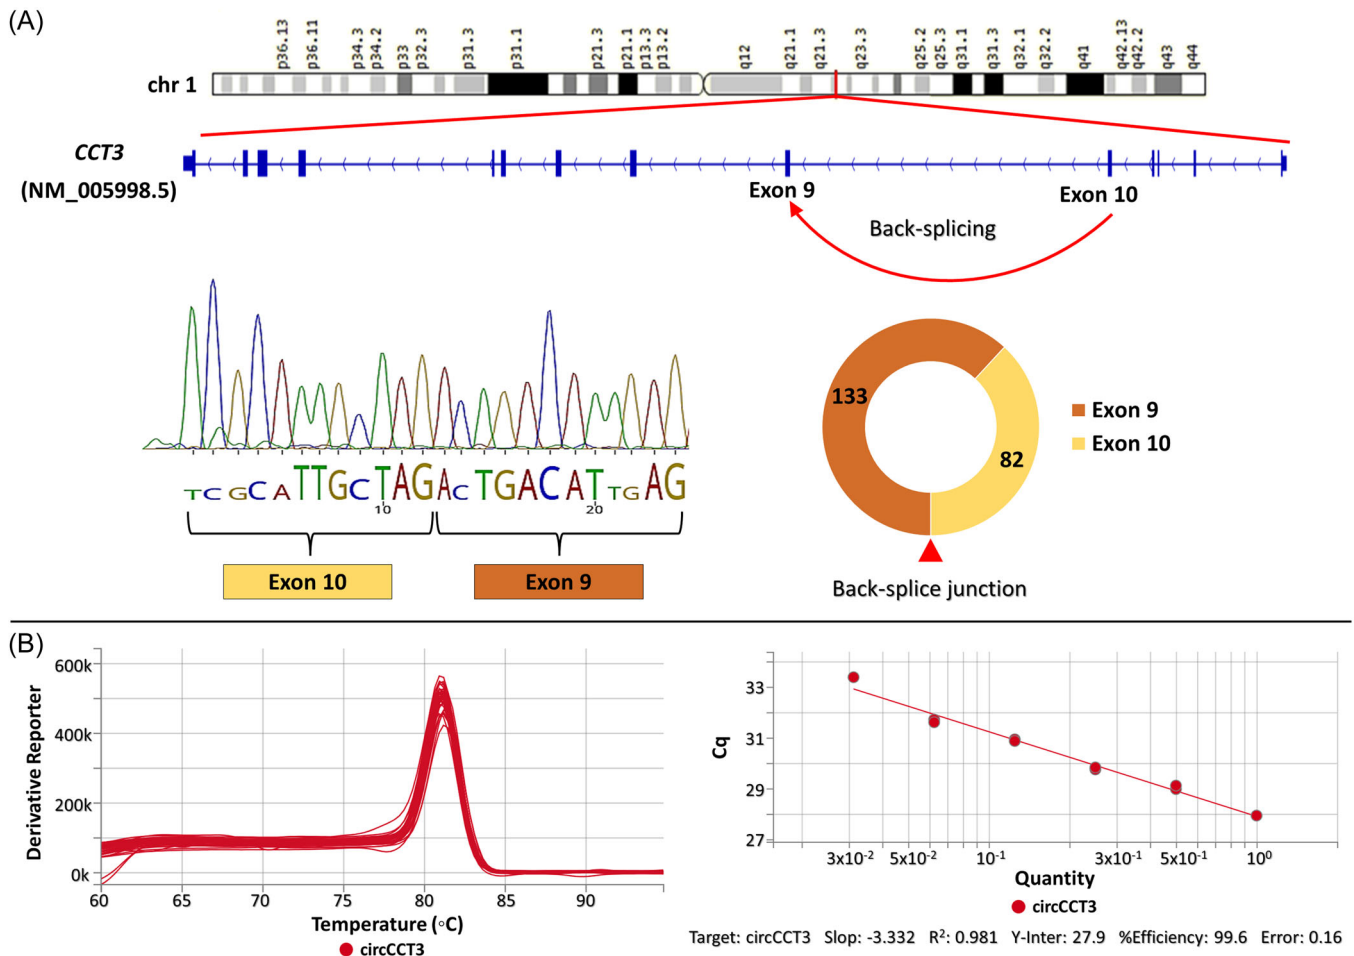 (A)
p36.13 p36.11 p34.3 p34.2 p33 p32.3 p31.3 p31.1 p21.3 p21.1 p13.3 p13.2 q12 q21.1 q21.3 q23.3 q25.2 q25.3 q31.1 q31.3 q32.1 q32.2 q41 q42.13 q42.2 q43 q44
chr 1
CCT3
(NM_005998.5)
Exon 9 Exon 10
Back-splicing
133
82
Exon 9
Exon 10
TCGCATTGCTAGACTGACATTGAG
10 20
Exon 10 Exon 9
Back-splice junction
(B)
600k
400k
200k
0k
Derivative Reporter
60 65 70 75 80 85 90
Temperature (◦C)
circCCT3
33
31
29
27
Cq
3x10⁻² 5x10⁻² 10⁻¹ 3x10⁻¹ 5x10⁻¹ 10⁰
Quantity
circCCT3
Target: circCCT3 Slop: -3.332 R²: 0.981 Y-Inter: 27.9 %Efficiency: 99.6 Error: 0.16